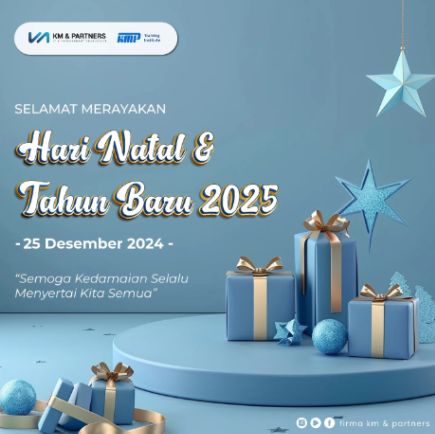 KM & PARTNERS
KMP Training
Institute
SELAMAT MERAYAKAN
Hari Natal &
Tahun Baru 2025
- 25 Desember 2024 -
“Semoga Kedamaian Selalu
Menyertai Kita Semua”
firma km & partners